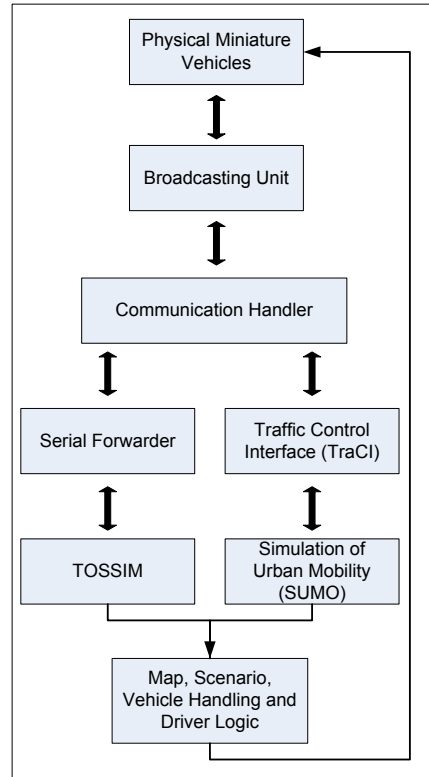 Physical Miniature
Vehicles
Broadcasting Unit
Communication Handler
Serial Forwarder
Traffic Control
Interface (TraCI)
TOSSIM
Simulation of
Urban Mobility
(SUMO)
Map, Scenario,
Vehicle Handling and
Driver Logic